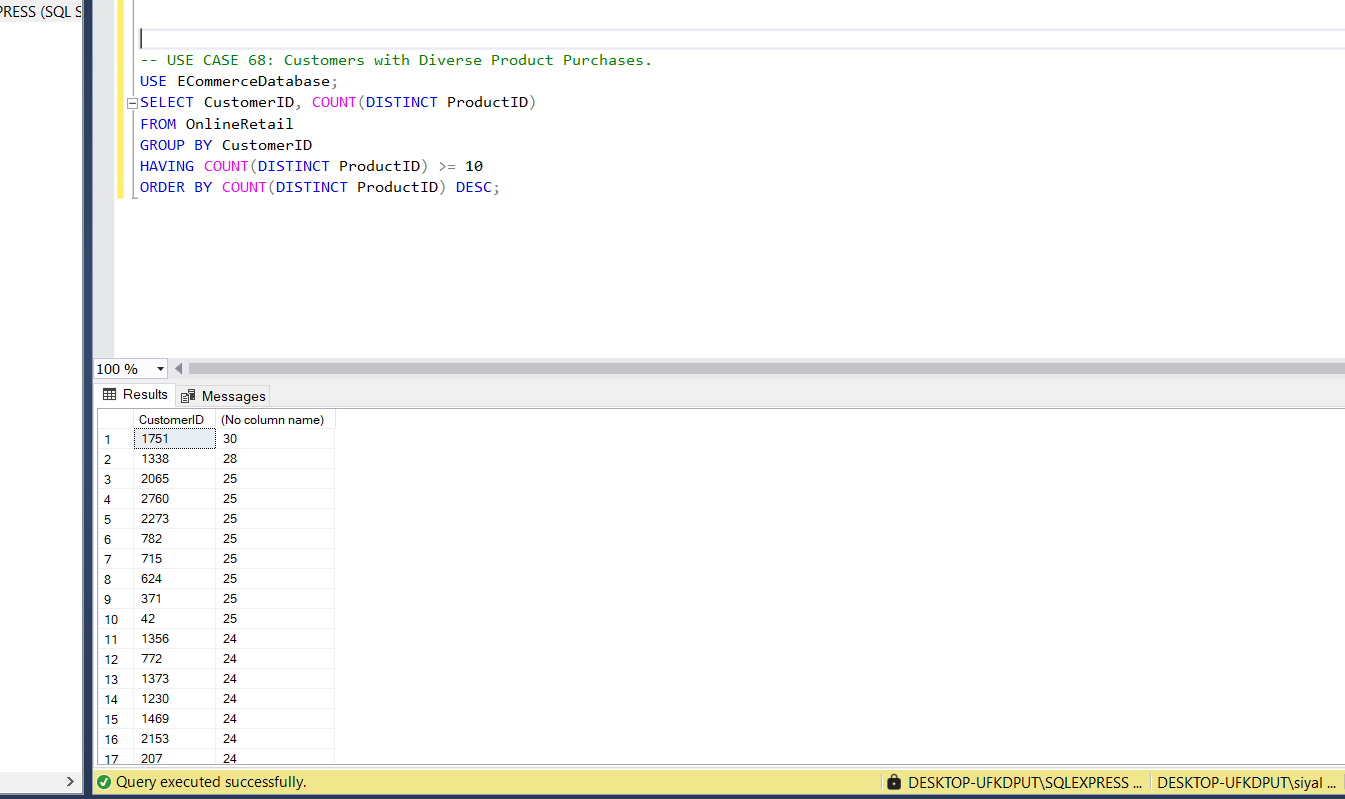 PRESS (SQL S
-- USE CASE 68: Customers with Diverse Product Purchases.
USE ECommerceDatabase;
SELECT CustomerID, COUNT(DISTINCT ProductID)
FROM OnlineRetail
GROUP BY CustomerID
HAVING COUNT(DISTINCT ProductID) >= 10
ORDER BY COUNT(DISTINCT ProductID) DESC;
100 %
Results Messages
CustomerID (No column name)
1 1751 30
2 1338 28
3 2065 25
4 2760 25
5 2273 25
6 782 25
7 715 25
8 624 25
9 371 25
10 42 25
11 1356 24
12 772 24
13 1373 24
14 1230 24
15 1469 24
16 2153 24
17 207 24
Query executed successfully. DESKTOP-UFKDPUT\SQLEXPRESS ... DESKTOP-UFKDPUT\siyal ...